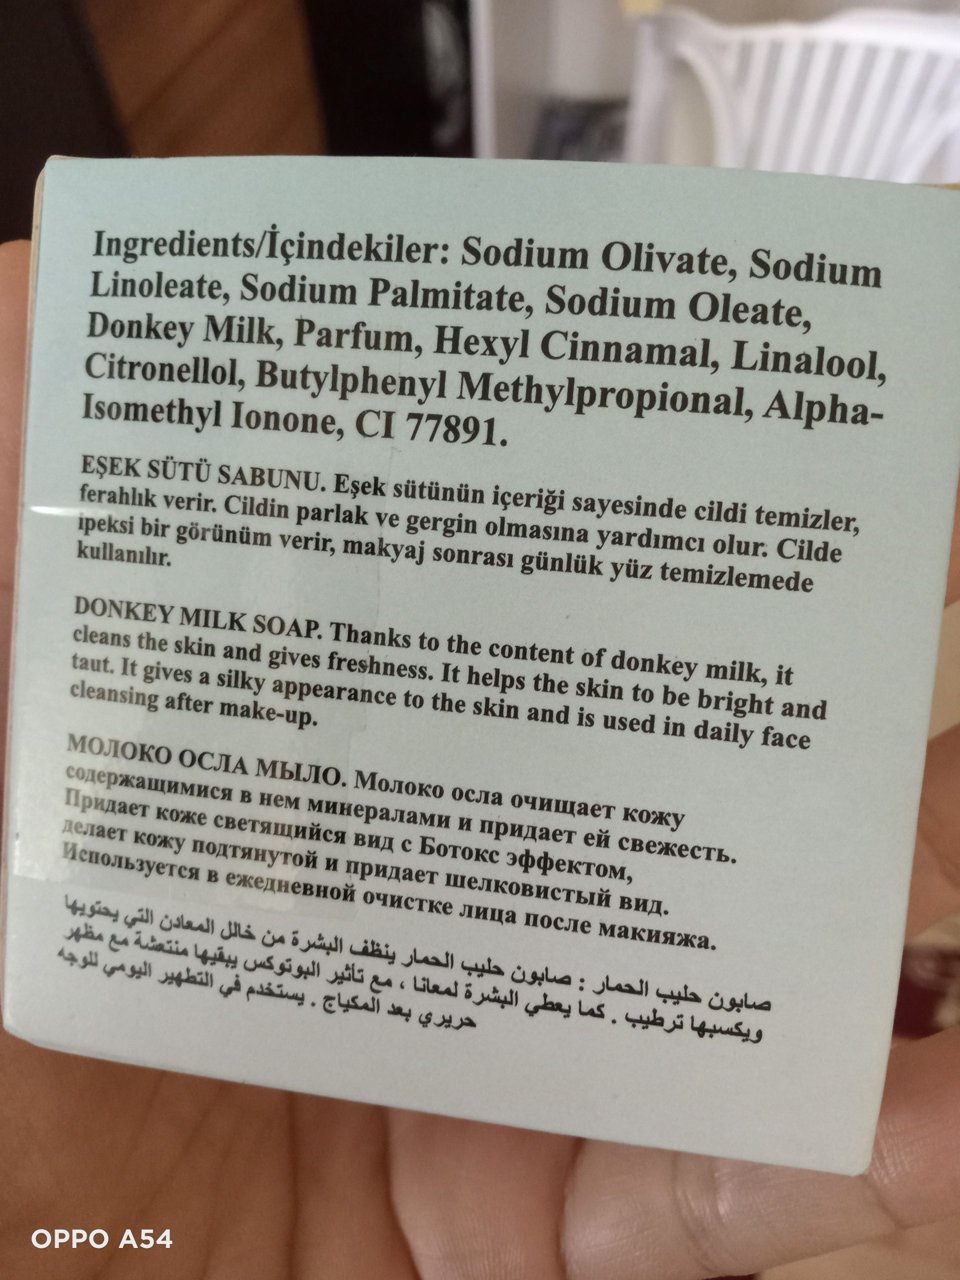 Ingredients/İçindekiler: Sodium Olivate, Sodium
Linoleate, Sodium Palmitate, Sodium Oleate,
Donkey Milk, Parfum, Hexyl Cinnamal, Linalool,
Citronellol, Butylphenyl Methylpropional, Alpha-
Isomethyl Ionone, CI 77891.
EŞEK SÜTÜ SABUNU. Eşek sütünün içeriği sayesinde cildi temizler,
ferahlık verir. Cildin parlak ve gergin olmasına yardımcı olur. Cilde
ipeksi bir görünüm verir, makyaj sonrası günlük yüz temizlemede
kullanılır.
DONKEY MILK SOAP. Thanks to the content of donkey milk, it
cleans the skin and gives freshness. It helps the skin to be bright and
taut. It gives a silky appearance to the skin and is used in daily face
cleansing after make-up.
МОЛОКО ОСЛА МЫЛО. Молоко осла очищает кожу
содержащимися в нем минералами и придает ей свежесть.
Придает коже светящийся вид с Ботокс эффектом,
делает кожу подтянутой и придает шелковистый вид.
Используется в ежедневной очистке лица после макияжа.
صابون حليب الحمار : صابون حليب الحمار ينظف البشرة من خالل المعادن التي يحتويها
ويكسبها ترطيب . كما يعطي البشرة لمعانا ، مع تأثير البوتوكس يبقيها منتعشة مع مظهر
حريري بعد المكياج . يستخدم في التطهير اليومي للوجه
OPPO A54